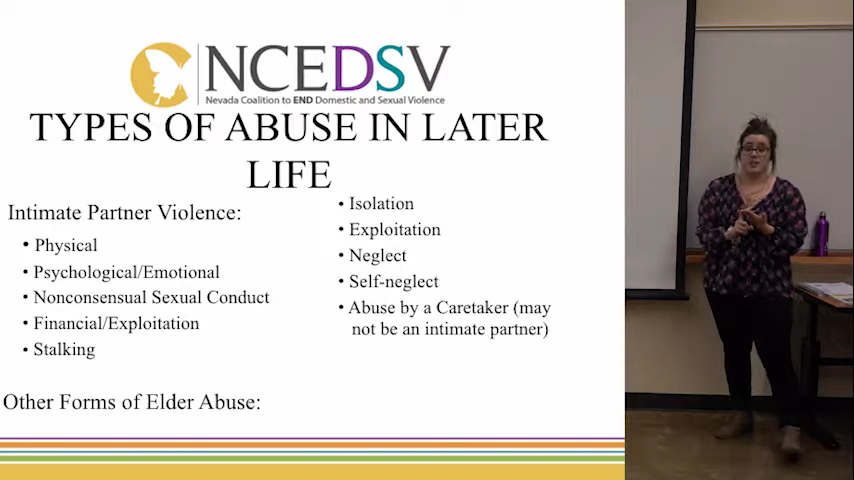 NCEDSV
Nevada Coalition to END Domestic and Sexual Violence
TYPES OF ABUSE IN LATER
LIFE
Intimate Partner Violence:
• Physical
• Psychological/Emotional
• Nonconsensual Sexual Conduct
• Financial/Exploitation
• Stalking
Other Forms of Elder Abuse:
• Isolation
• Exploitation
• Neglect
• Self-neglect
• Abuse by a Caretaker (may
not be an intimate partner)